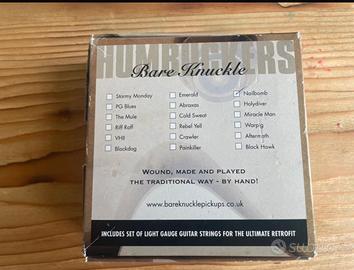 HUMBUCKERS
Bare Knuckle
Stormy Monday
Emerald
Nailbomb
PG Blues
Abraxas
Holydiver
The Mule
Cold Sweat
Miracle Man
Riff Raff
Rebel Yell
Warpig
VHII
Crawler
Aftermath
Blackdog
Painkiller
Black Hawk
WOUND, MADE AND PLAYED
THE TRADITIONAL WAY - BY HAND!
www.bareknucklepickups.co.uk
INCLUDES SET OF LIGHT GAUGE GUITAR STRINGS FOR THE ULTIMATE RETROFIT
subito